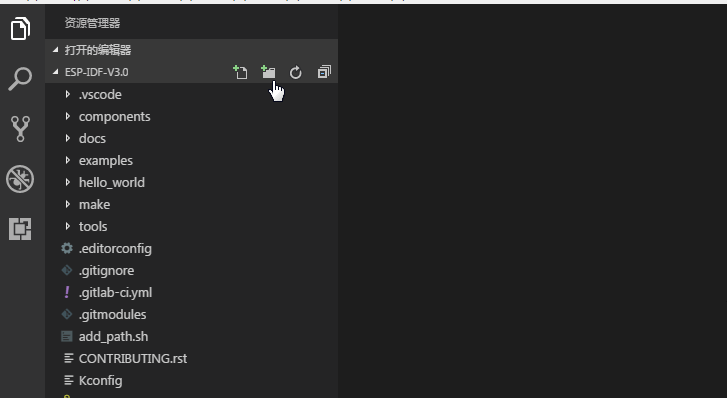 资源管理器
打开的编辑器
ESP-IDF-V3.0
.vscode
components
docs
examples
hello_world
make
tools
.editorconfig
.gitignore
.gitlab-ci.yml
.gitmodules
add_path.sh
CONTRIBUTING.rst
Kconfig